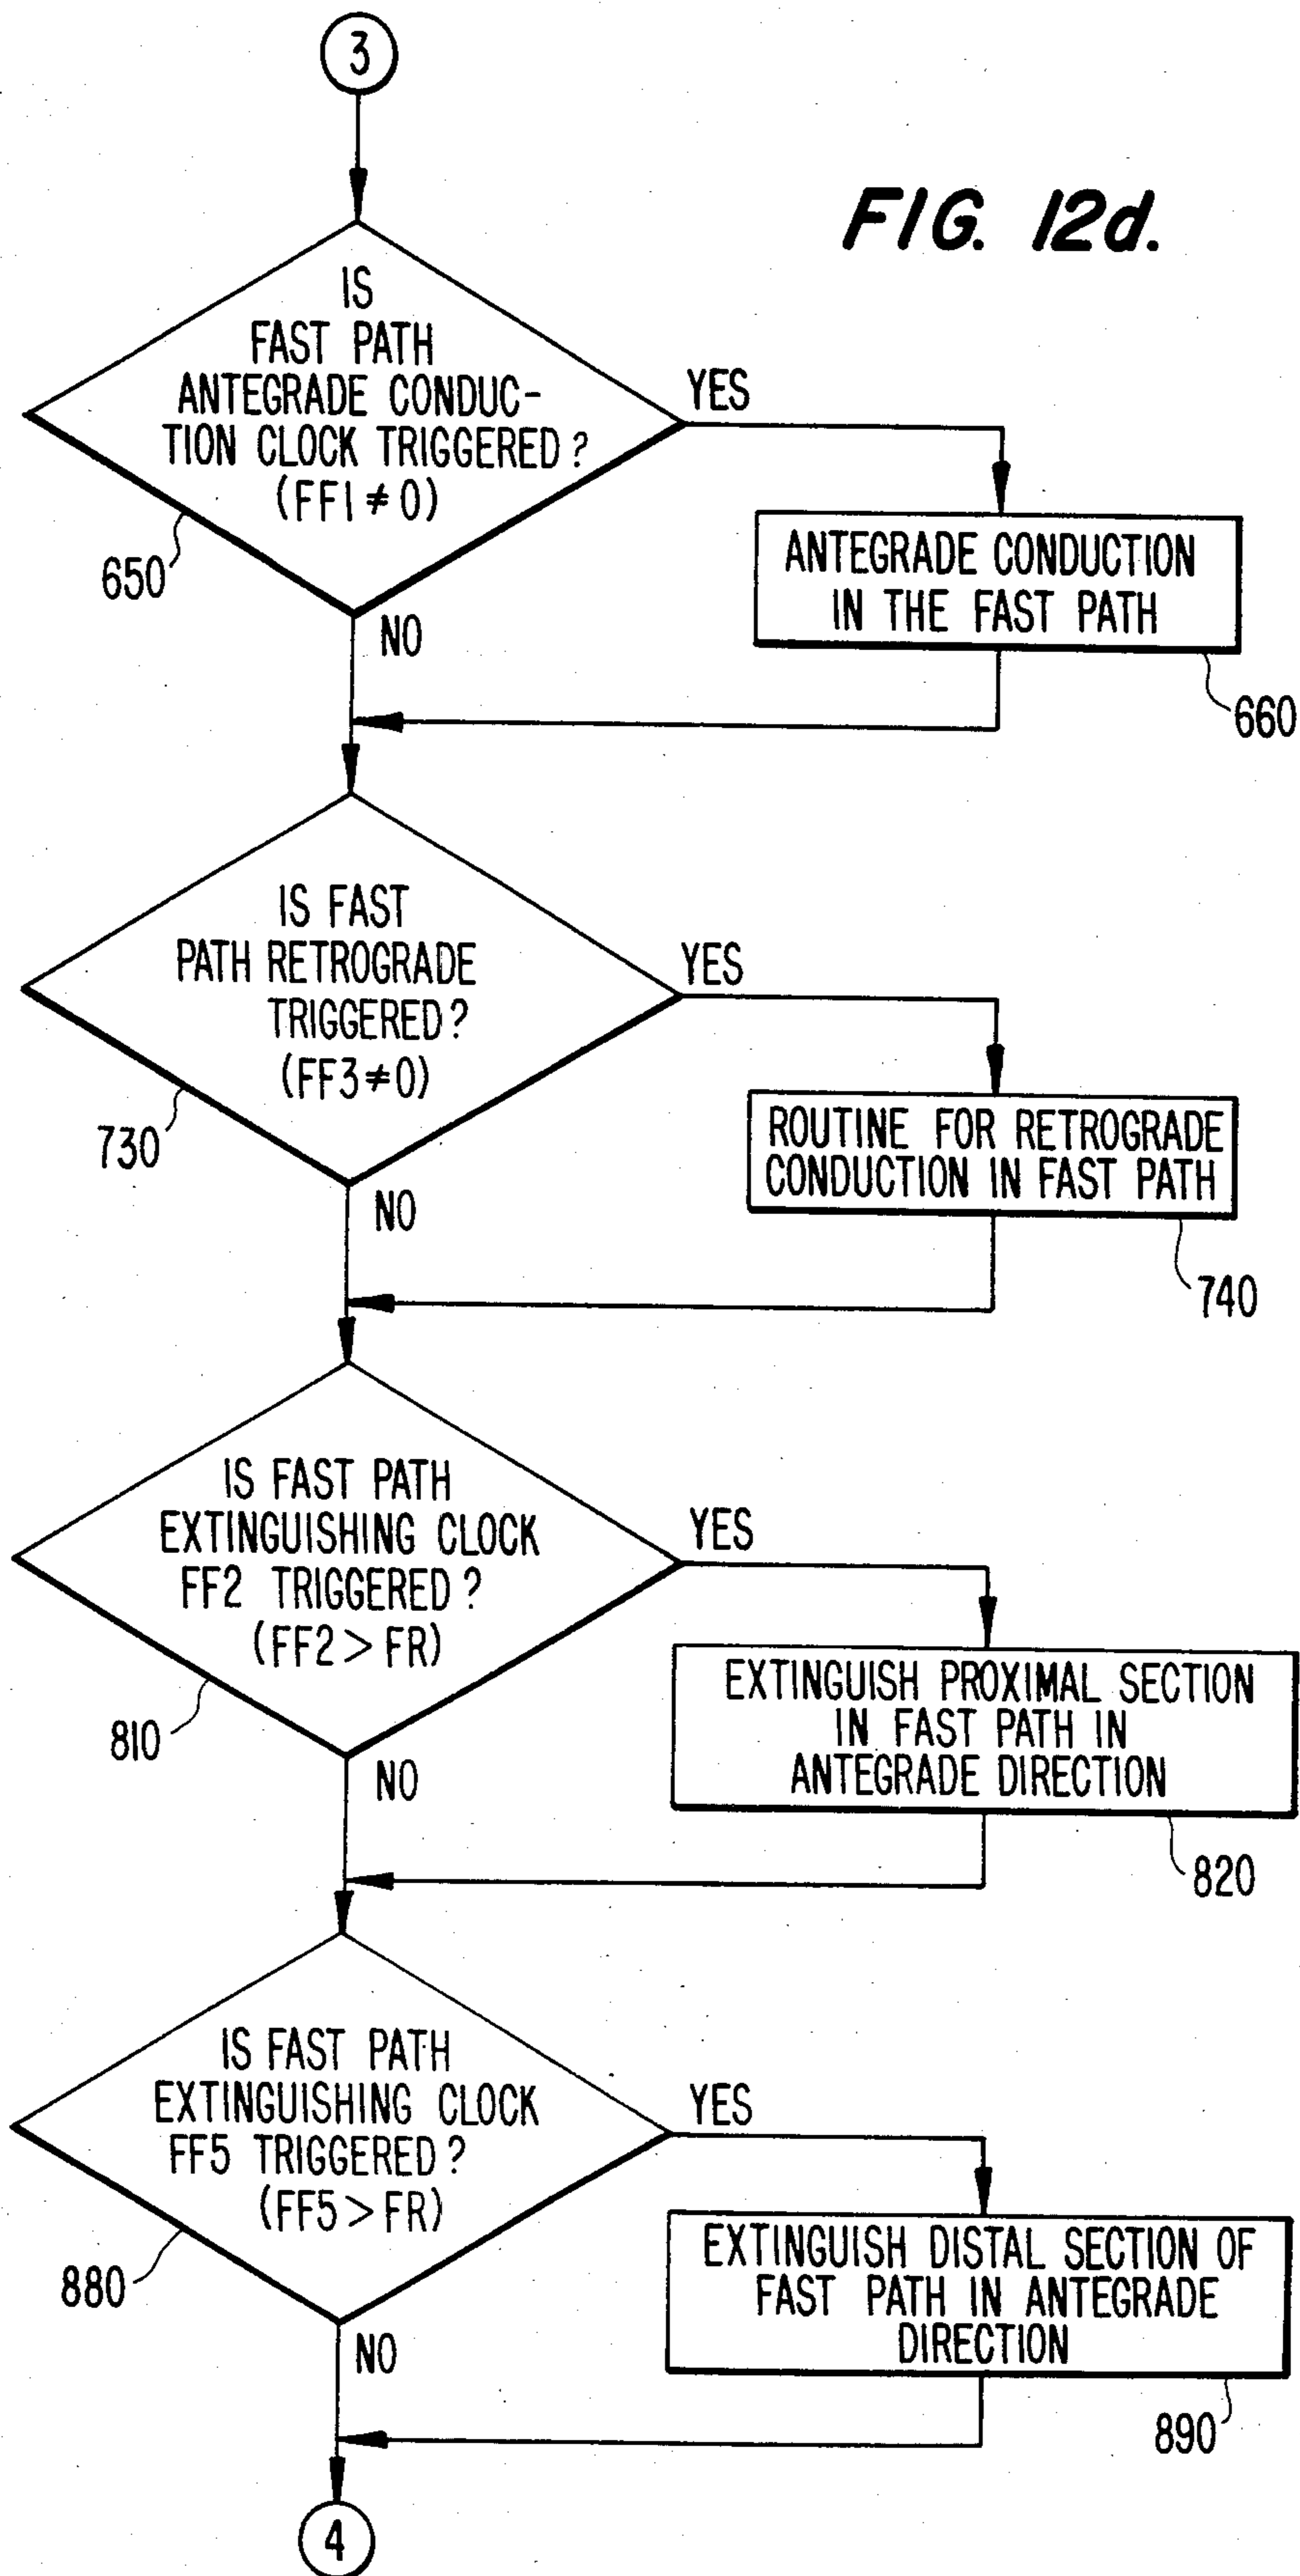 3
FIG. 12d.
IS
FAST PATH
ANTEGRADE CONDUC-
TION CLOCK TRIGGERED?
(FF1≠0)
YES
650
NO
ANTEGRADE CONDUCTION
IN THE FAST PATH
660
IS FAST
PATH RETROGRADE
TRIGGERED?
(FF3≠0)
YES
730
NO
ROUTINE FOR RETROGRADE
CONDUCTION IN FAST PATH
740
IS FAST PATH
EXTINGUISHING CLOCK
FF2 TRIGGERED?
(FF2>FR)
YES
810
NO
EXTINGUISH PROXIMAL SECTION
IN FAST PATH IN
ANTEGRADE DIRECTION
820
IS FAST PATH
EXTINGUISHING CLOCK
FF5 TRIGGERED?
(FF5>FR)
YES
880
NO
EXTINGUISH DISTAL SECTION OF
FAST PATH IN ANTEGRADE
DIRECTION
890
4